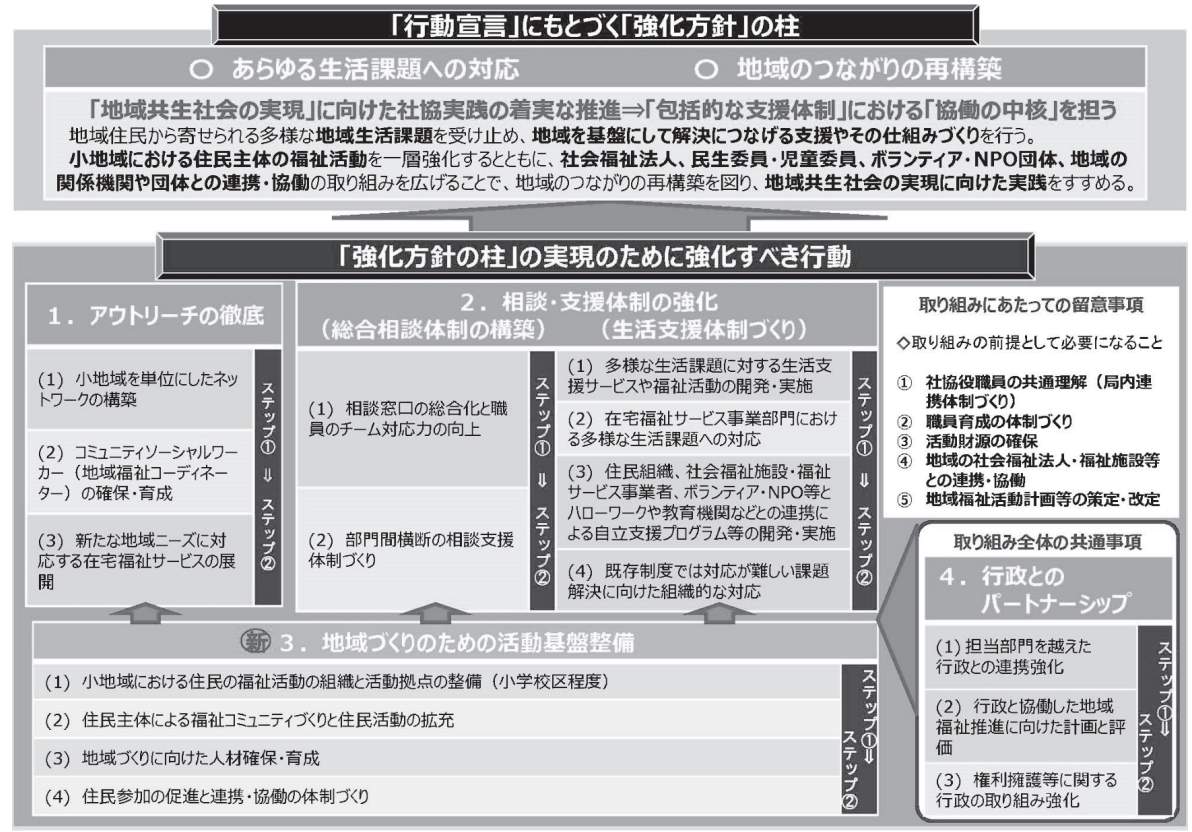 「行動宣言」にもとづく「強化方針」の柱
○ あらゆる生活課題への対応
○ 地域のつながりの再構築
「地域共生社会の実現」に向けた社協実践の着実な推進⇒「包括的な支援体制」における「協働の中核」を担う
地域住民から寄せられる多様な地域生活課題を受け止め、地域を基盤にして解決につなげる支援やその仕組みづくりを行う。
小地域における住民主体の福祉活動を一層強化するとともに、社会福祉法人、民生委員・児童委員、ボランティア・NPO団体、地域の
関係機関や団体との連携・協働の取り組みを広げることで、地域のつながりの再構築を図り、地域共生社会の実現に向けた実践をすすめる。
「強化方針の柱」の実現のために強化すべき行動
1．アウトリーチの徹底
(1) 小地域を単位にしたネッ
トワークの構築
(2) コミュニティソーシャルワー
カー（地域福祉コーディネー
ター）の確保・育成
(3) 新たな地域ニーズに対
応する在宅福祉サービスの展
開
ステップ① ⇓ ステップ②
2．相談・支援体制の強化
（総合相談体制の構築） （生活支援体制づくり）
(1) 相談窓口の総合化と職
員のチーム対応力の向上
(2) 部門間横断の相談支援
体制づくり
ステップ① ⇓ ステップ②
(1) 多様な生活課題に対する生活支
援サービスや福祉活動の開発・実施
(2) 在宅福祉サービス事業部門におけ
る多様な生活課題への対応
(3) 住民組織、社会福祉施設・福祉
サービス事業者、ボランティア・NPO等と
ハローワークや教育機関などとの連携に
よる自立支援プログラム等の開発・実施
(4) 既存制度では対応が難しい課題
解決に向けた組織的な対応
ステップ① ⇓ ステップ②
取り組みにあたっての留意事項
◇取り組みの前提として必要になること
① 社協役職員の共通理解（局内連
携体制づくり）
② 職員育成の体制づくり
③ 活動財源の確保
④ 地域の社会福祉法人・福祉施設等
との連携・協働
⑤ 地域福祉活動計画等の策定・改定
取り組み全体の共通事項
4．行政との
パートナーシップ
(1)担当部門を越えた
行政との連携強化
(2) 行政と協働した地域
福祉推進に向けた計画と評
価
(3) 権利擁護等に関する
行政の取り組み強化
ステップ①⇓
ステップ②
新 3．地域づくりのための活動基盤整備
(1) 小地域における住民の福祉活動の組織と活動拠点の整備（小学校区程度）
(2) 住民主体による福祉コミュニティづくりと住民活動の拡充
(3) 地域づくりに向けた人材確保・育成
(4) 住民参加の促進と連携・協働の体制づくり
ステップ①⇓
ステップ②